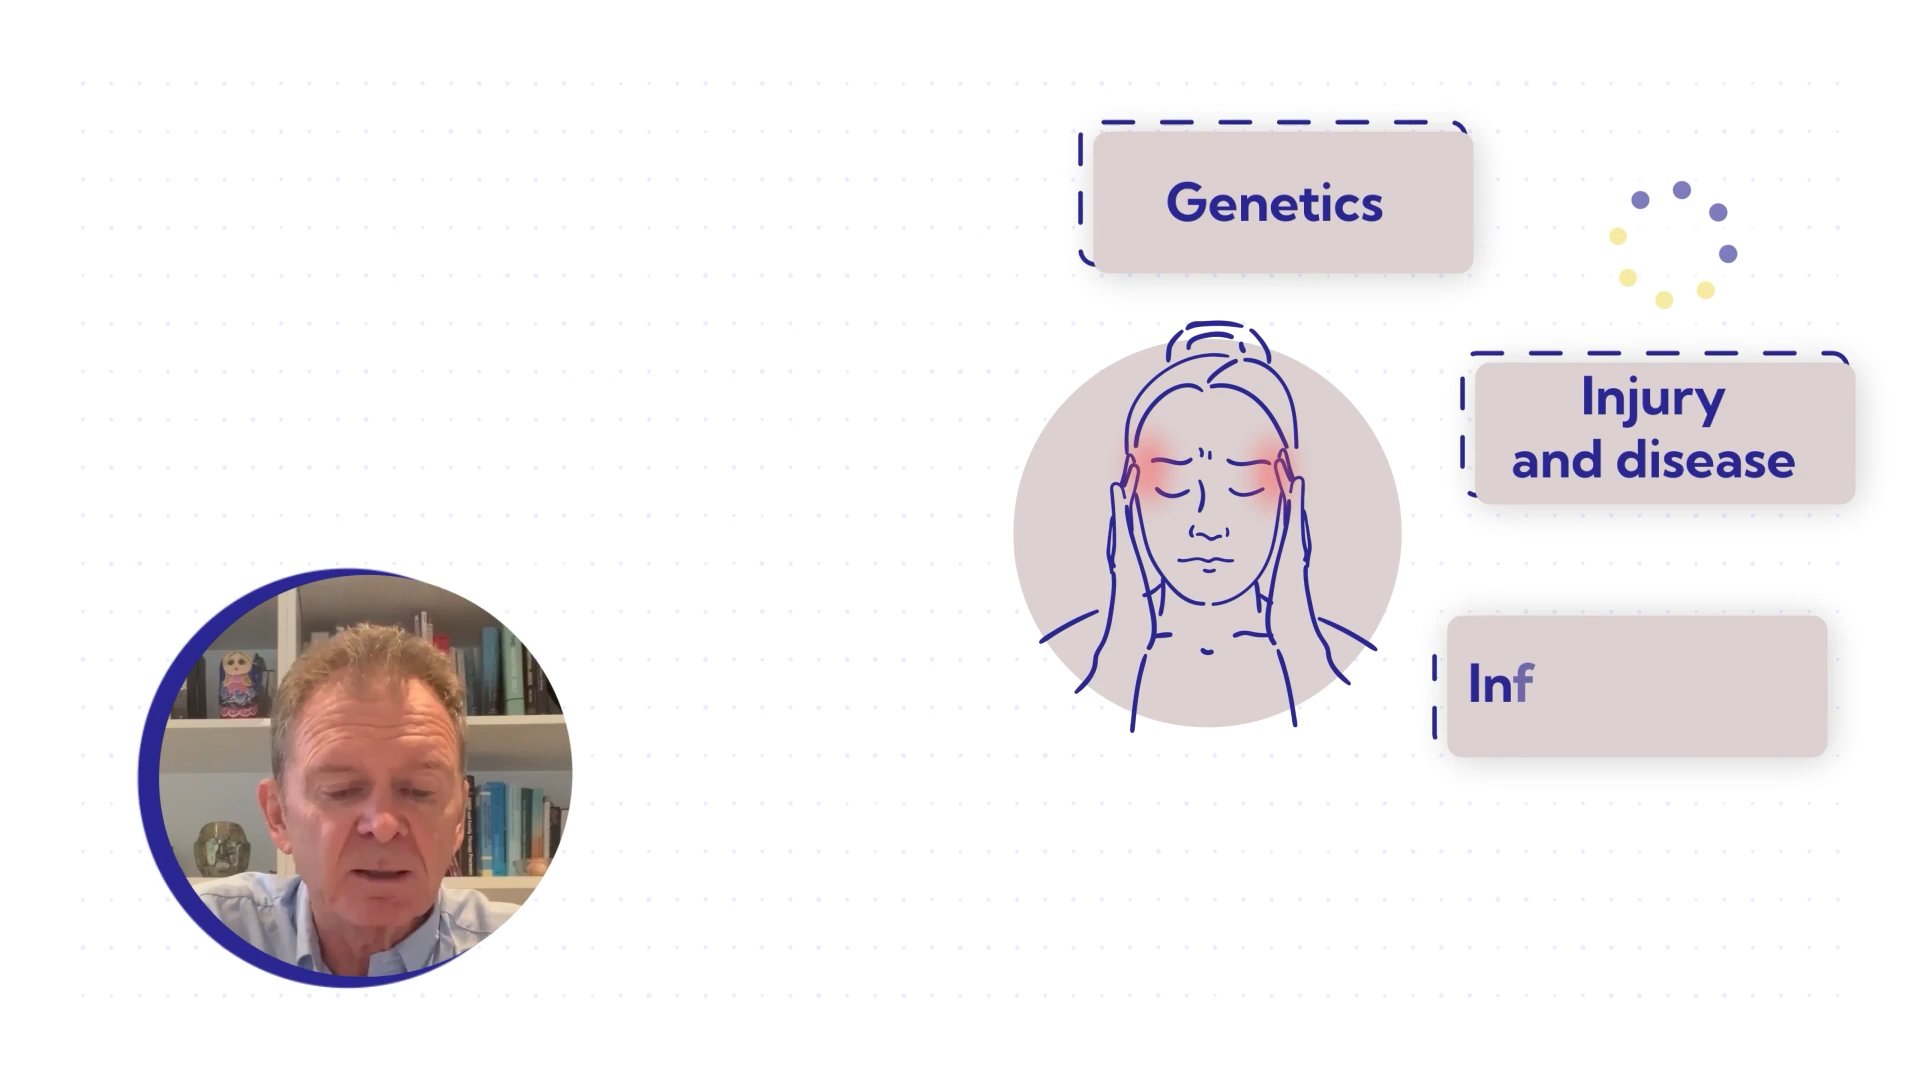 Genetics
Injury
and disease
Inf